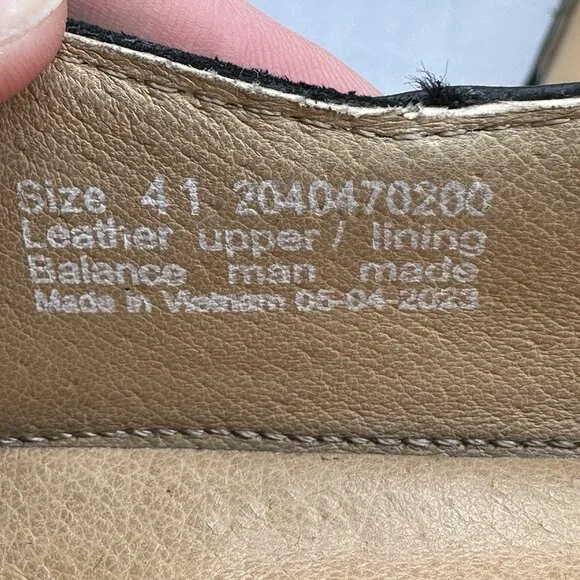 Size 41 2040470200
Leather upper/ lining
Balance man made
Made in Vietnam 05-04-2023